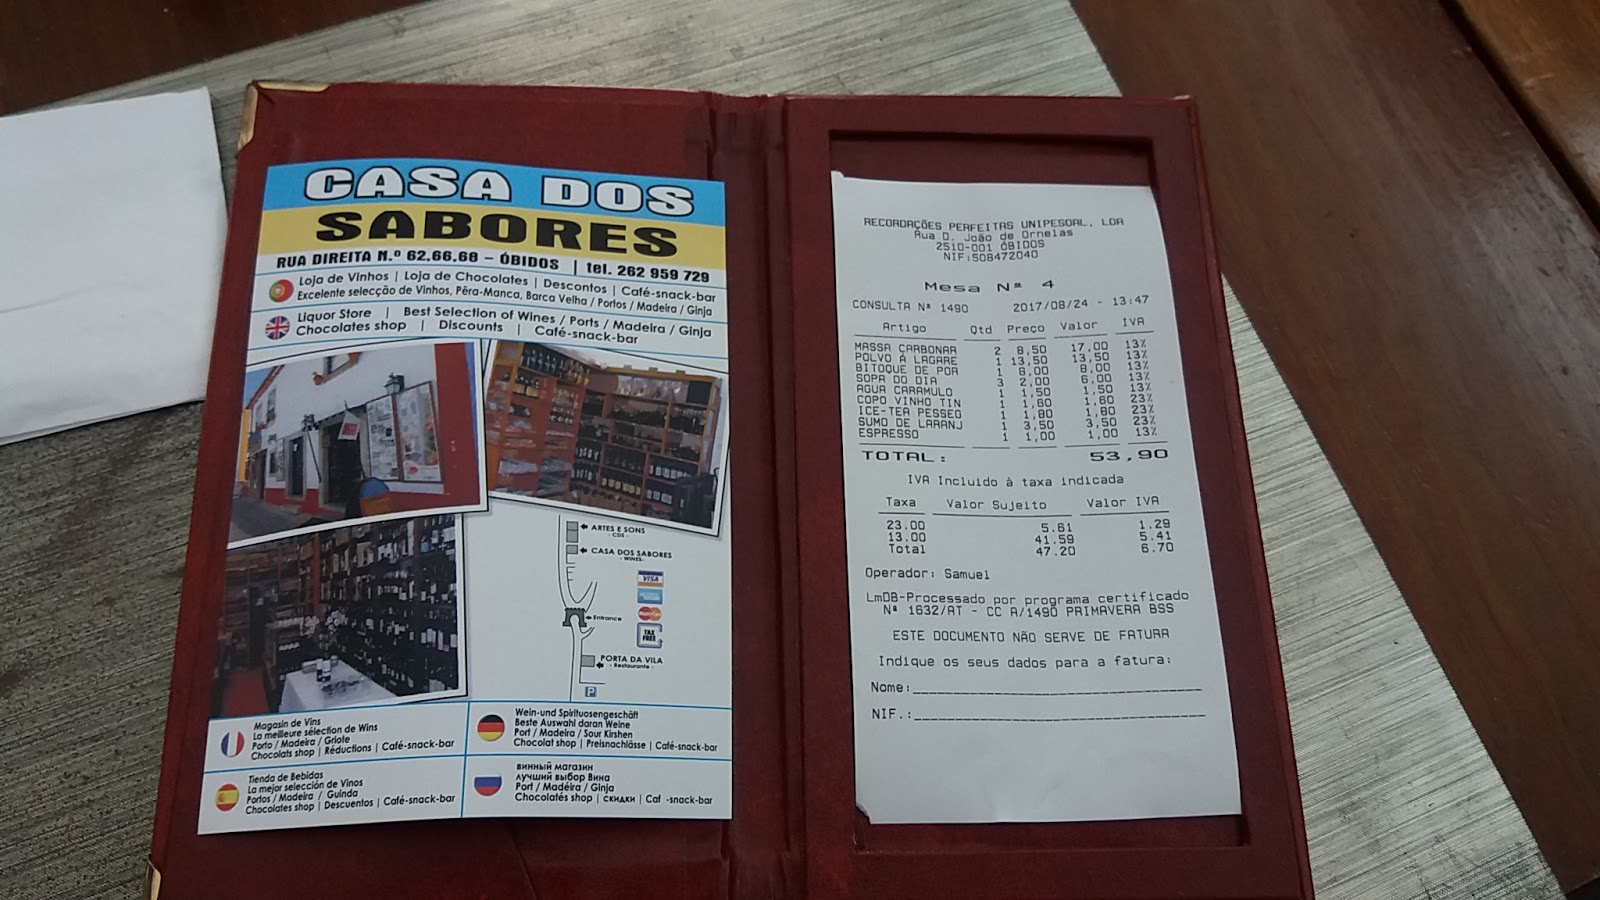 CASA DOS
SABORES
RUA DIREITA N.º 62,66,68 – ÓBIDOS | tel. 262 959 729
Loja de Vinhos | Loja de Chocolates | Descontos | Café-snack-bar
Excelente selecção de Vinhos, Pêra-Manca, Barca Velha / Portos / Madeira / Ginja
Liquor Store | Best Selection of Wines / Ports / Madeira / Ginja
Chocolates shop | Discounts | Café-snack-bar
ARTES E SONS
- CDS -
CASA DOS SABORES
- WINES-
VISA
MasterCard
TAX
FREE
Entrance
PORTA DA VILA
- Restaurante -
P
Magasin de Vins
La meilleure sélection de Wins
Porto / Madeira / Griote
Chocolats shop | Réductions | Café-snack-bar
Wein-und Spirituosengeschäft
Beste Auswahl daran Weine
Port / Madeira / Sour Kirshen
Chocolat shop | Preisnachlässe | Café-snack-bar
Tienda de Bebidas
La mejor selección de Vinos
Portos / Madeira / Guinda
Chocolates shop | Descuentos | Café-snack-bar
винный магазин
лучший выбор Вина
Port / Madéira / Ginja
Chocolatés shop | скидки | Caf -snack-bar
RECORDAÇÕES PERFEITAS UNIPESOAL, LDA
Rua D. João de Ornelas
2510-001 ÓBIDOS
NIF:508472040
Mesa Nº 4
CONSULTA Nº 1490 2017/08/24 - 13:47
Artigo Qtd Preço Valor IVA
MASSA CARBONAR 2 8,50 17,00 13%
POLVO Á LAGARE 1 13,50 13,50 13%
BITOQUE DE POR 1 8,00 8,00 13%
SOPA DO DIA 3 2,00 6,00 13%
AGUA CARAMULO 1 1,50 1,50 13%
COPO VINHO TIN 1 1,60 1,60 23%
ICE-TEA PESSEG 1 1,80 1,80 23%
SUMO DE LARANJ 1 3,50 3,50 23%
ESPRESSO 1 1,00 1,00 13%
TOTAL: 53,90
IVA Incluido à taxa indicada
Taxa Valor Sujeito Valor IVA
23.00 5.61 1.29
13.00 41.59 5.41
Total 47.20 6.70
Operador: Samuel
LmDB-Processado por programa certificado
Nª 1632/AT - CC A/1490 PRIMAVERA BSS
ESTE DOCUMENTO NÃO SERVE DE FATURA
Indique os seus dados para a fatura:
Nome:
NIF.: